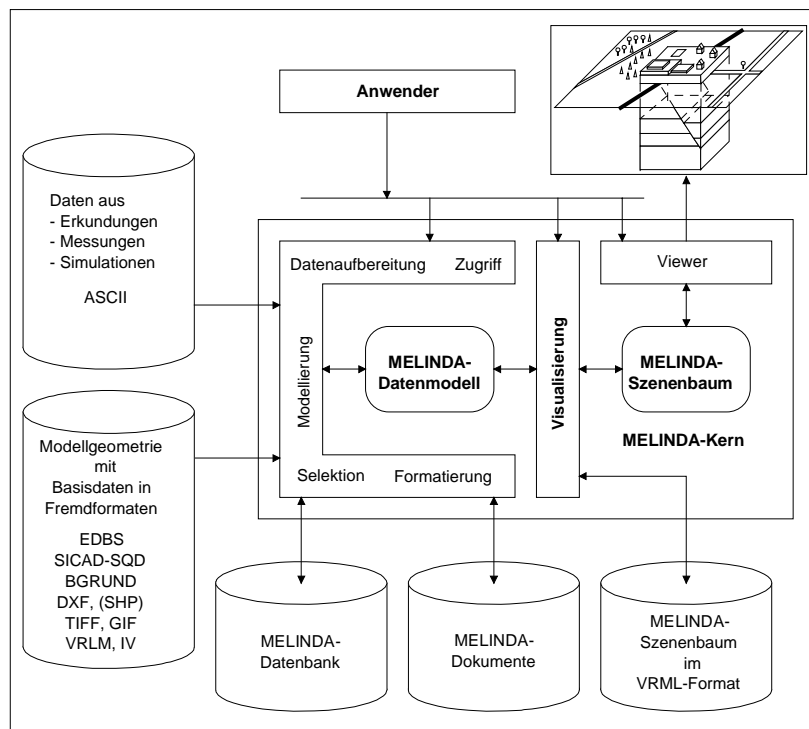 Anwender
Daten aus
- Erkundungen
- Messungen
- Simulationen
ASCII
Datenaufbereitung Zugriff
Viewer
Modellierung
MELINDA-
Datenmodell
Visualisierung
MELINDA-
Szenenbaum
MELINDA-Kern
Selektion Formatierung
Modellgeometrie
mit
Basisdaten in
Fremdformaten
EDBS
SICAD-SQD
BGRUND
DXF, (SHP)
TIFF, GIF
VRLM, IV
MELINDA-
Datenbank
MELINDA-
Dokumente
MELINDA-
Szenenbaum
im
VRML-Format